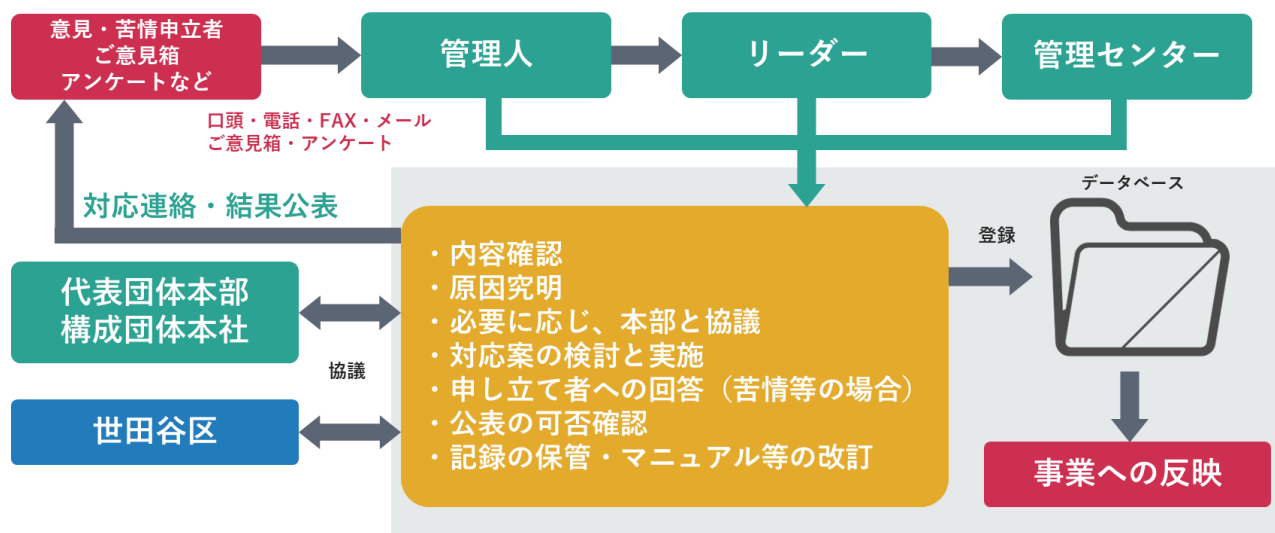 意見・苦情申立者
ご意見箱
アンケートなど
管理人
リーダー
管理センター
口頭・電話・FAX・メール
ご意見箱・アンケート
対応連絡・結果公表
データベース
登録
・内容確認
・原因究明
・必要に応じ、本部と協議
・対応案の検討と実施
・申し立て者への回答（苦情等の場合）
・公表の可否確認
・記録の保管・マニュアル等の改訂
代表団体本部
構成団体本社
協議
世田谷区
事業への反映